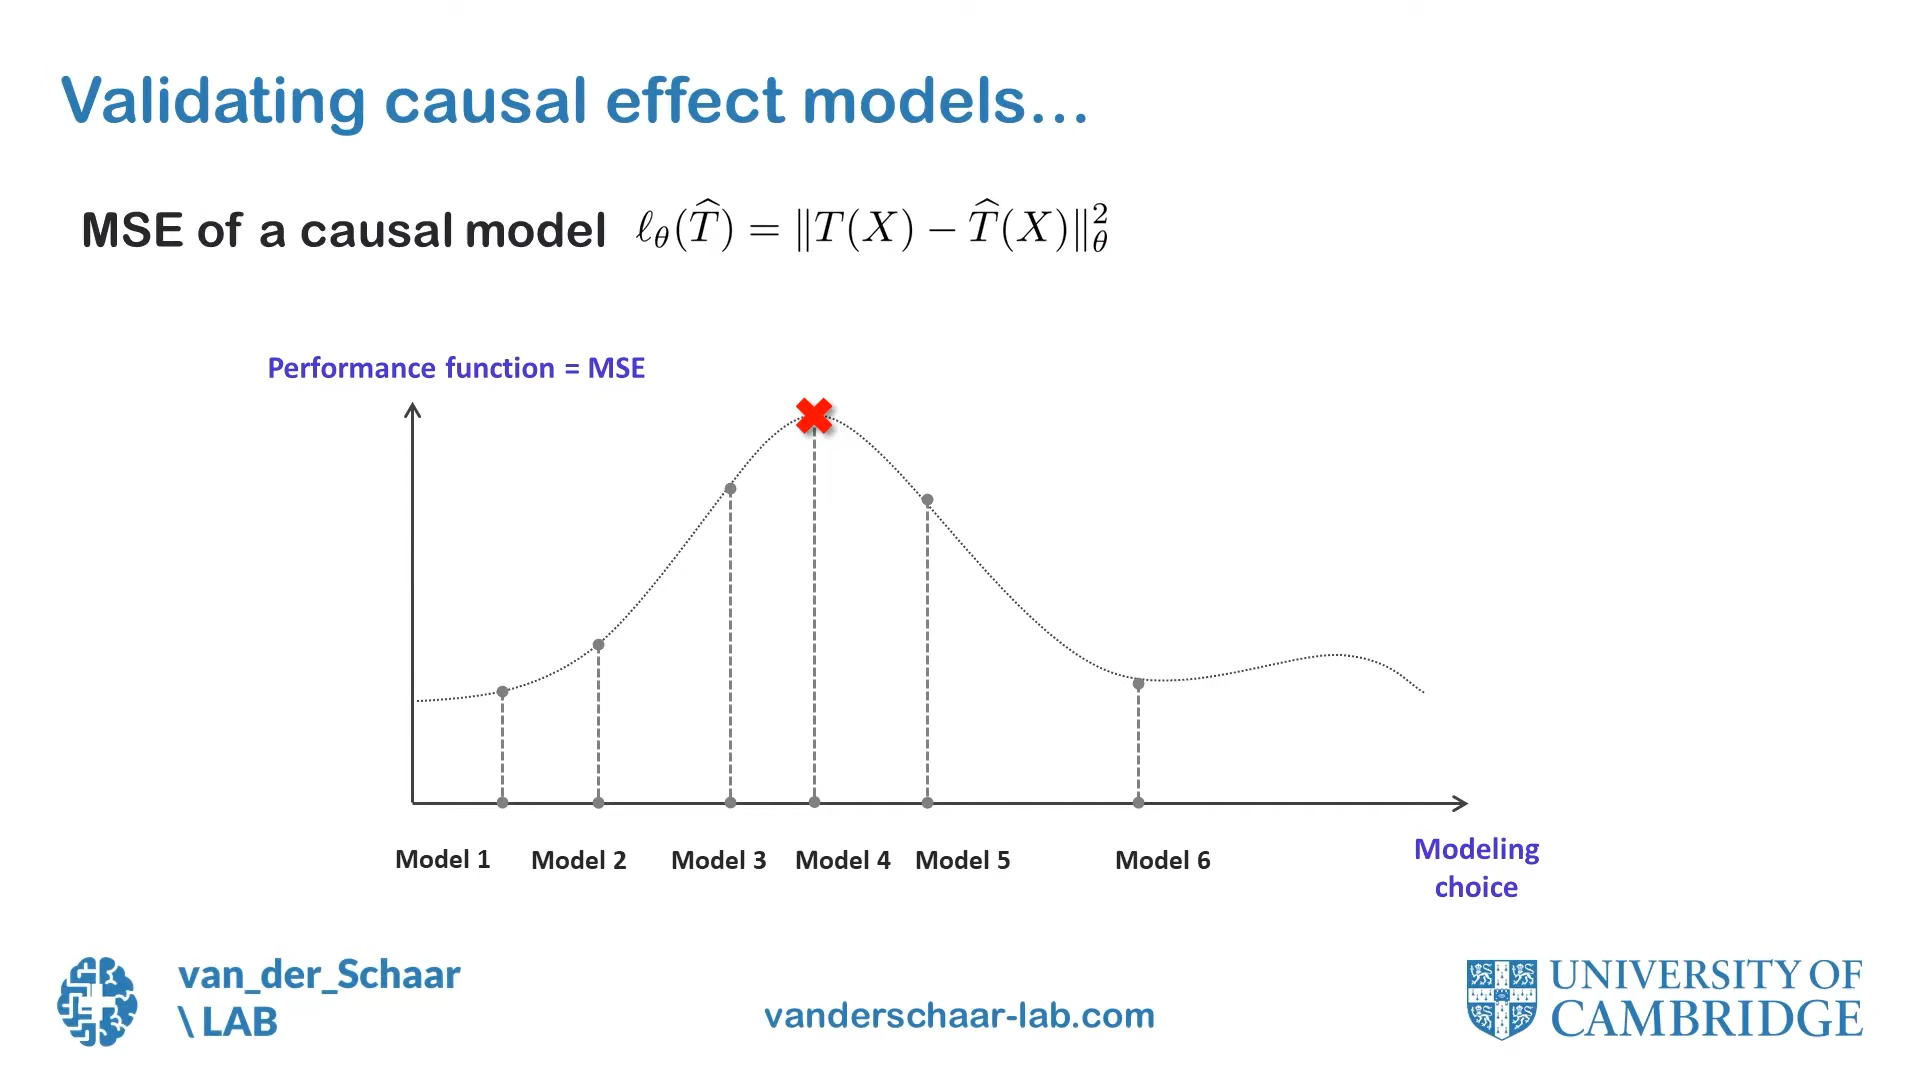 Validating causal effect models…
MSE of a causal model ℓ_θ(T̂) = ‖T(X) − T̂(X)‖²_θ
Performance function = MSE
Model 1 Model 2 Model 3 Model 4 Model 5 Model 6
Modeling
choice
van_der_Schaar
\ LAB
vanderschaar-lab.com
UNIVERSITY OF
CAMBRIDGE